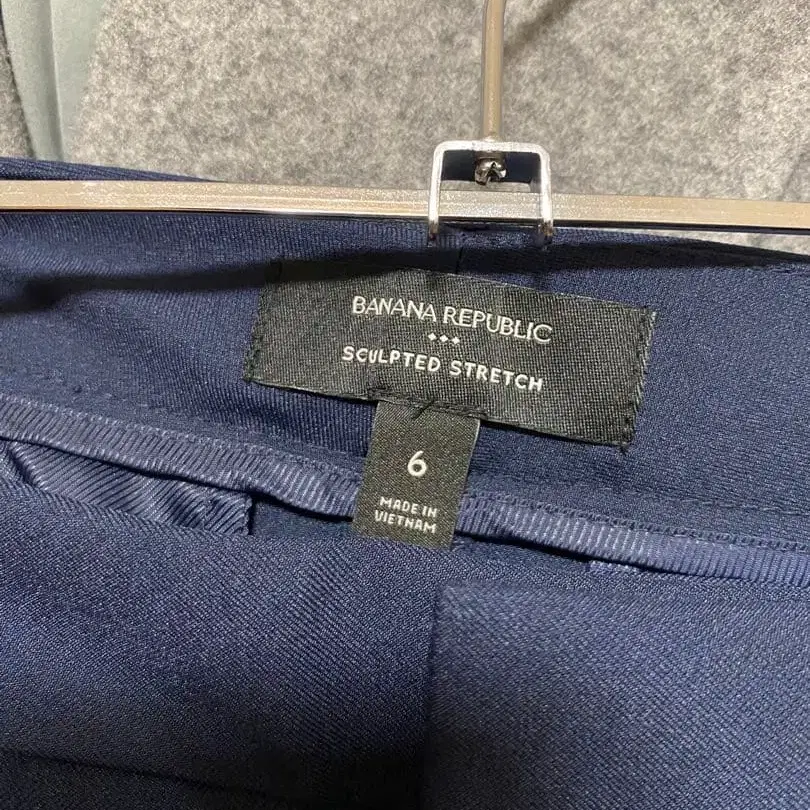 BANANA REPUBLIC
SCULPTED STRETCH
6
MADE IN
VIETNAM